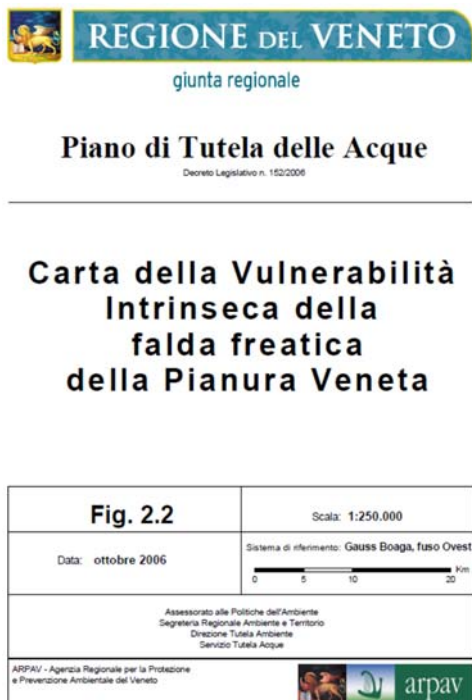 REGIONE DEL VENETO
giunta regionale
Piano di Tutela delle Acque
Decreto Legislativo n. 152/2006
Carta della Vulnerabilità
Intrinseca della
falda freatica
della Pianura Veneta
Fig. 2.2
Scala: 1:250.000
Data: ottobre 2006
Sistema di riferimento: Gauss Boaga, fuso Ovest
Km
0 5 10 20
Assessorato alle Politiche dell'Ambiente
Segreteria Regionale Ambiente e Territorio
Direzione Tutela Ambiente
Servizio Tutela Acque
ARPAV - Agenzia Regionale per la Protezione
e Prevenzione Ambientale del Veneto
arpav